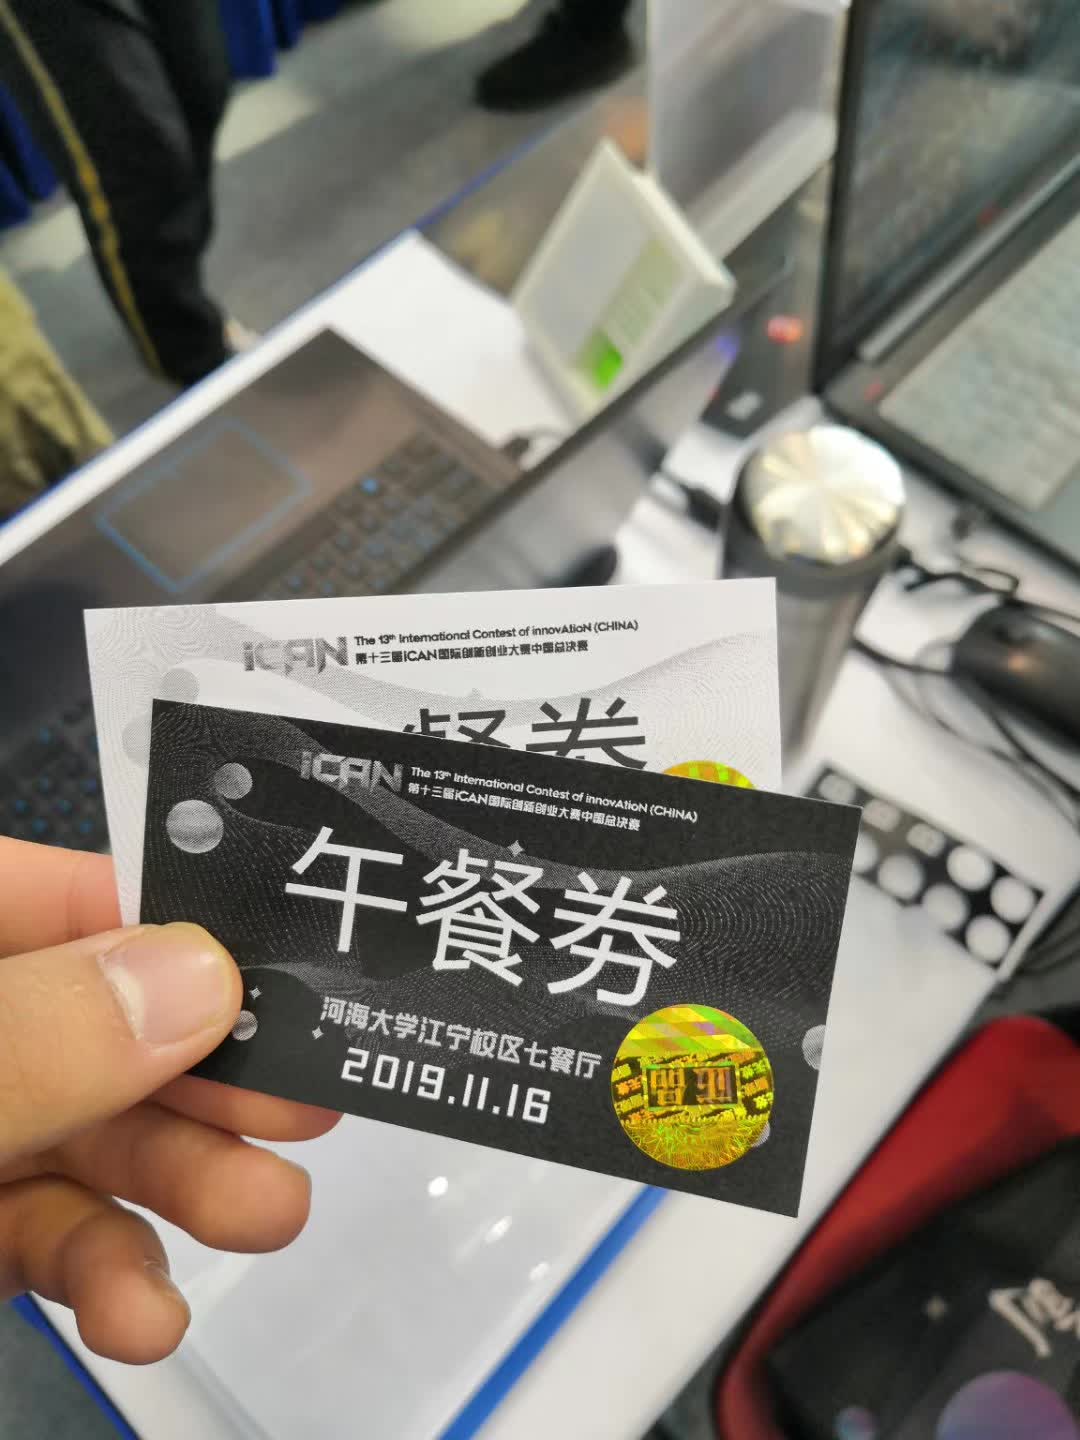 iCAN The 13th International Contest of innovAtioN (CHINA)
第十三届iCAN国际创新创业大赛中国总决赛
餐券
iCAN The 13th International Contest of innovAtioN (CHINA)
第十三届iCAN国际创新创业大赛中国总决赛
午餐券
河海大学江宁校区七餐厅
2019.11.16